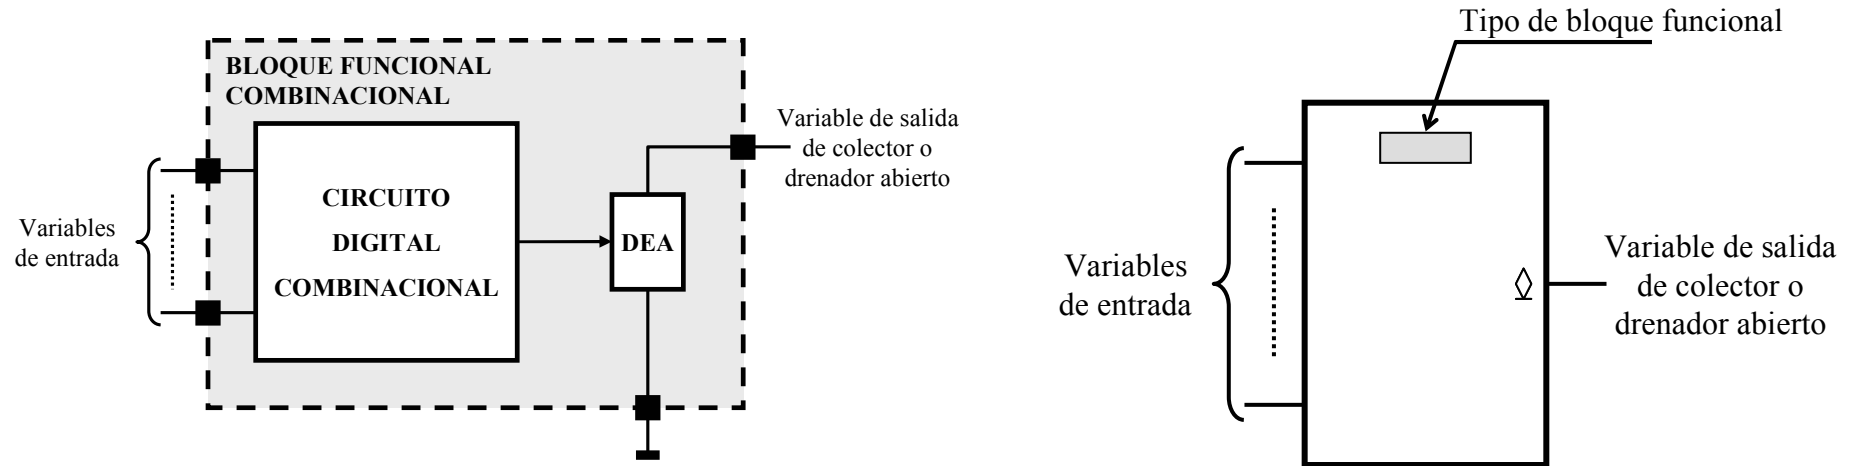 BLOQUE FUNCIONAL
COMBINACIONAL
Variables
de entrada
CIRCUITO
DIGITAL
COMBINACIONAL
DEA
Variable de salida
de colector o
drenador abierto
Tipo de bloque funcional
Variables
de entrada
Variable de salida
de colector o
drenador abierto